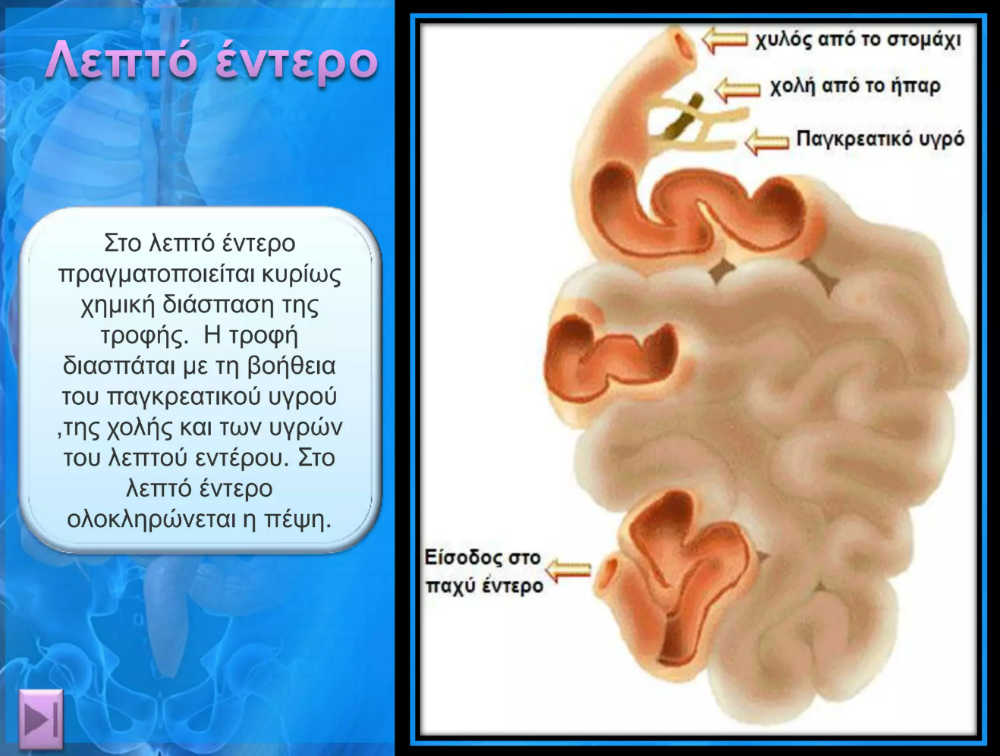 Λεπτό έντερο
Στο λεπτό έντερο
πραγματοποιείται κυρίως
χημική διάσπαση της
τροφής.  Η τροφή
διασπάται με τη βοήθεια
του παγκρεατικού υγρού
,της χολής και των υγρών
του λεπτού εντέρου. Στο
λεπτό έντερο
ολοκληρώνεται η πέψη.
χυλός από το στομάχι
χολή από το ήπαρ
Παγκρεατικό υγρό
Είσοδος στο
παχύ έντερο